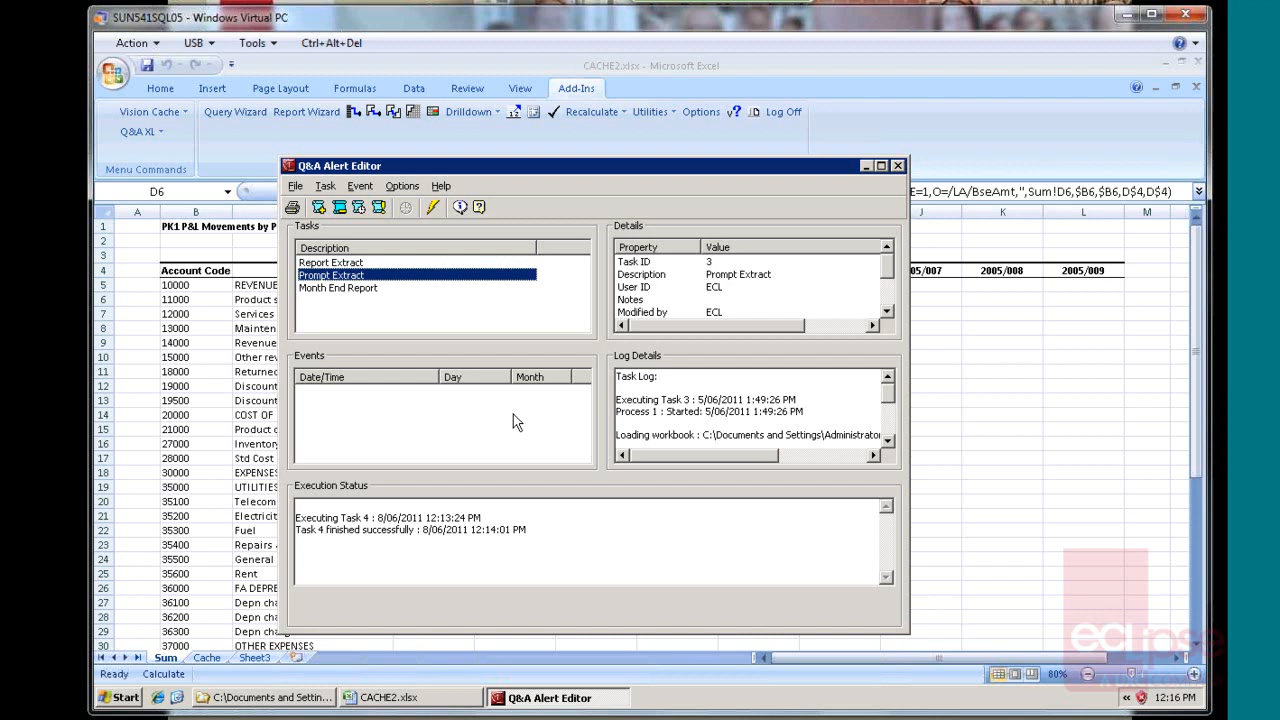 SUN541SQL05 - Windows Virtual PC
Action USB Tools Ctrl+Alt+Del
CACHE2.xlsx - Microsoft Excel
Home Insert Page Layout Formulas Data Review View Add-Ins
Vision Cache Query Wizard Report Wizard Drilldown Recalculate Utilities Options Log Off
Q&A XL
Menu Commands
D6 E=1,O=/LA/BseAmt,",Sum!D6,$B6,$B6,D$4,D$4)
A B J K L M
1 PK1 P&L Movements by P
2
3
4 Account Code 05/007 2005/008 2005/009
5 10000 REVENUE
6 11000 Product s
7 12000 Services
8 13000 Mainten
9 14000 Revenue
10 15000 Other rev
11 18000 Returned
12 19000 Discount
13 19500 Discount
14 20000 COST OF
15 21000 Product c
16 27000 Inventory
17 28000 Std Cost
18 30000 EXPENSES
19 35000 UTILITIES
20 35100 Telecom
21 35200 Electricit
22 35300 Fuel
23 35400 Repairs &
24 35500 General
25 35600 Rent
26 36000 FA DEPRE
27 36100 Depn cha
28 36200 Depn cha
29 36300 Depn cha
30 37000 OTHER EXPENSES
Q&A Alert Editor
File Task Event Options Help
Tasks
Description
Report Extract
Prompt Extract
Month End Report
Details
Property Value
Task ID 3
Description Prompt Extract
User ID ECL
Notes
Modified by ECL
Events
Date/Time Day Month
Log Details
Task Log:
Executing Task 3 : 5/06/2011 1:49:26 PM
Process 1 : Started: 5/06/2011 1:49:26 PM
Loading workbook : C:\Documents and Settings\Administrator
Execution Status
Executing Task 4 : 8/06/2011 12:13:24 PM
Task 4 finished successfully : 8/06/2011 12:14:01 PM
Sum Cache Sheet3
Ready Calculate 80%
eclipse
Start C:\Documents and Settin... CACHE2.xlsx Q&A Alert Editor 12:16 PM